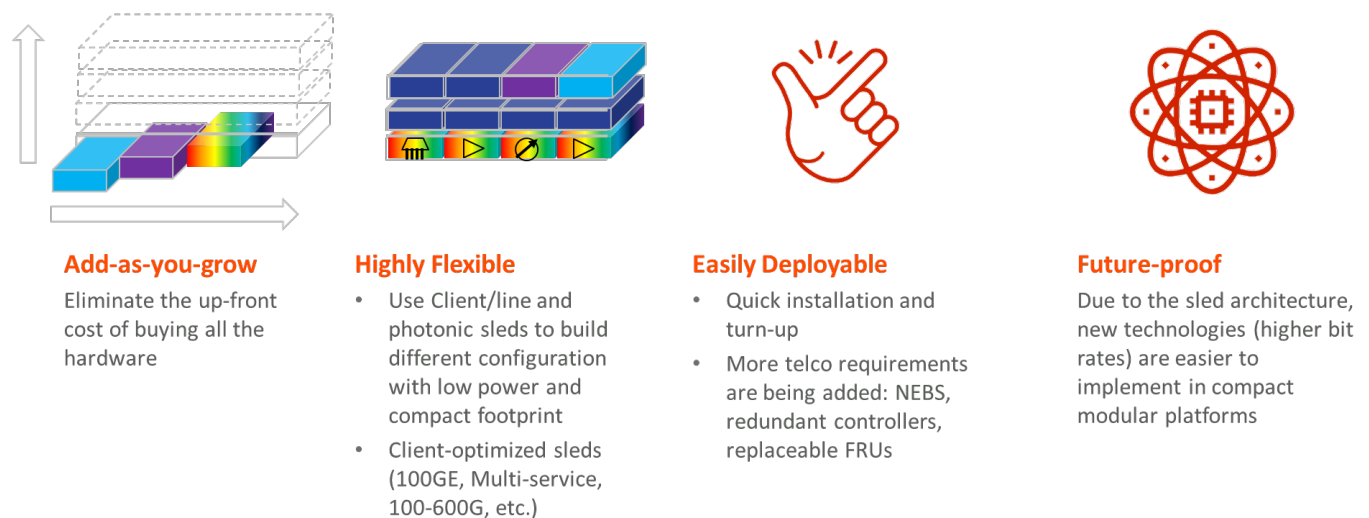 Add-as-you-grow
Eliminate the up-front
cost of buying all the
hardware
Highly Flexible
• Use Client/line and
photonic sleds to build
different configuration
with low power and
compact footprint
• Client-optimized sleds
(100GE, Multi-service,
100-600G, etc.)
Easily Deployable
• Quick installation and
turn-up
• More telco requirements
are being added: NEBS,
redundant controllers,
replaceable FRUs
Future-proof
Due to the sled architecture,
new technologies (higher bit
rates) are easier to
implement in compact
modular platforms